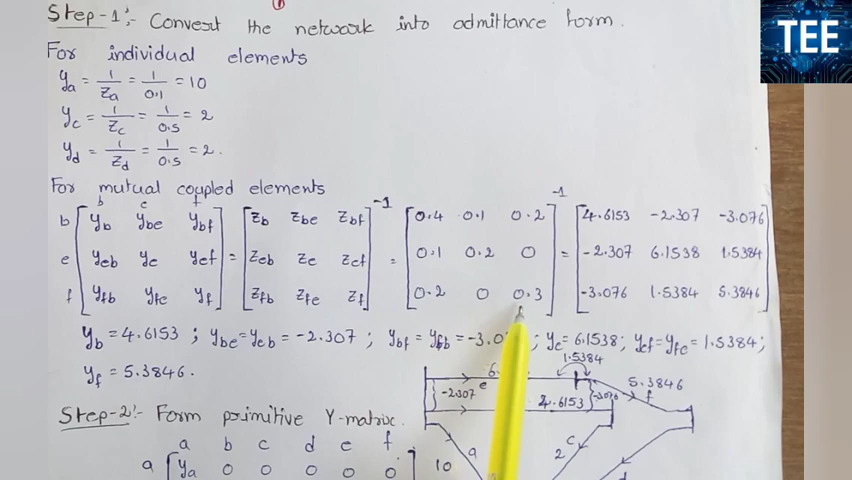 TEE
Step-1:- Convert the network into admittance form.
For individual elements
ya = 1/Za = 1/0.1 = 10
yc = 1/Zc = 1/0.5 = 2
yd = 1/Zd = 1/0.5 = 2.
For mutual coupled elements
b e f
b [yb ybe ybf] = [Zb Zbe Zbf]-1 = [0.4 0.1 0.2]-1 = [4.6153 -2.307 -3.076]
e [yeb ye yef] [Zeb Ze Zef] [0.1 0.2 0] [-2.307 6.1538 1.5384]
f [yfb yfe yf] [Zfb Zfe Zf] [0.2 0 0.3] [-3.076 1.5384 5.3846]
yb = 4.6153 ; ybe = yeb = -2.307 ; ybf = yfb = -3.0 ; ye = 6.1538; yef = yfe = 1.5384;
yf = 5.3846.
1.5384
6. e 5.3846
-2.307 4.6153 -3.076 f
Step-2:- Form primitive Y-matrix.
a b c d e f
a [ya 0 0 0 0 0]
a c
10 2 d